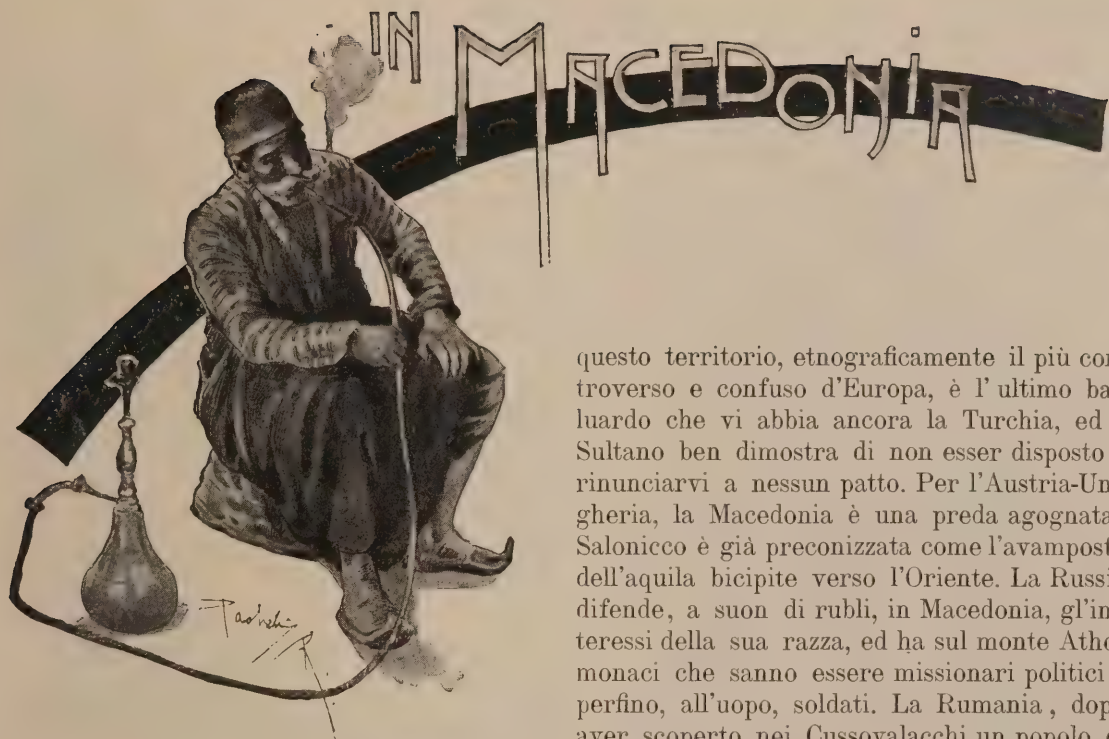 IN MACEDONIA
questo territorio, etnograficamente il più con
troverso e confuso d'Europa, è l'ultimo ba
luardo che vi abbia ancora la Turchia, ed
Sultano ben dimostra di non esser disposto
rinunciarvi a nessun patto. Per l'Austria-Un
gheria, la Macedonia è una preda agognata
Salonicco è già preconizzata come l'avampost
dell'aquila bicipite verso l'Oriente. La Russi
difende, a suon di rubli, in Macedonia, gl'in
teressi della sua razza, ed ha sul monte Atho
monaci che sanno essere missionari politici
perfino, all'uopo, soldati. La Rumania, dop
aver scoperto nei Cussovalacchi un popolo